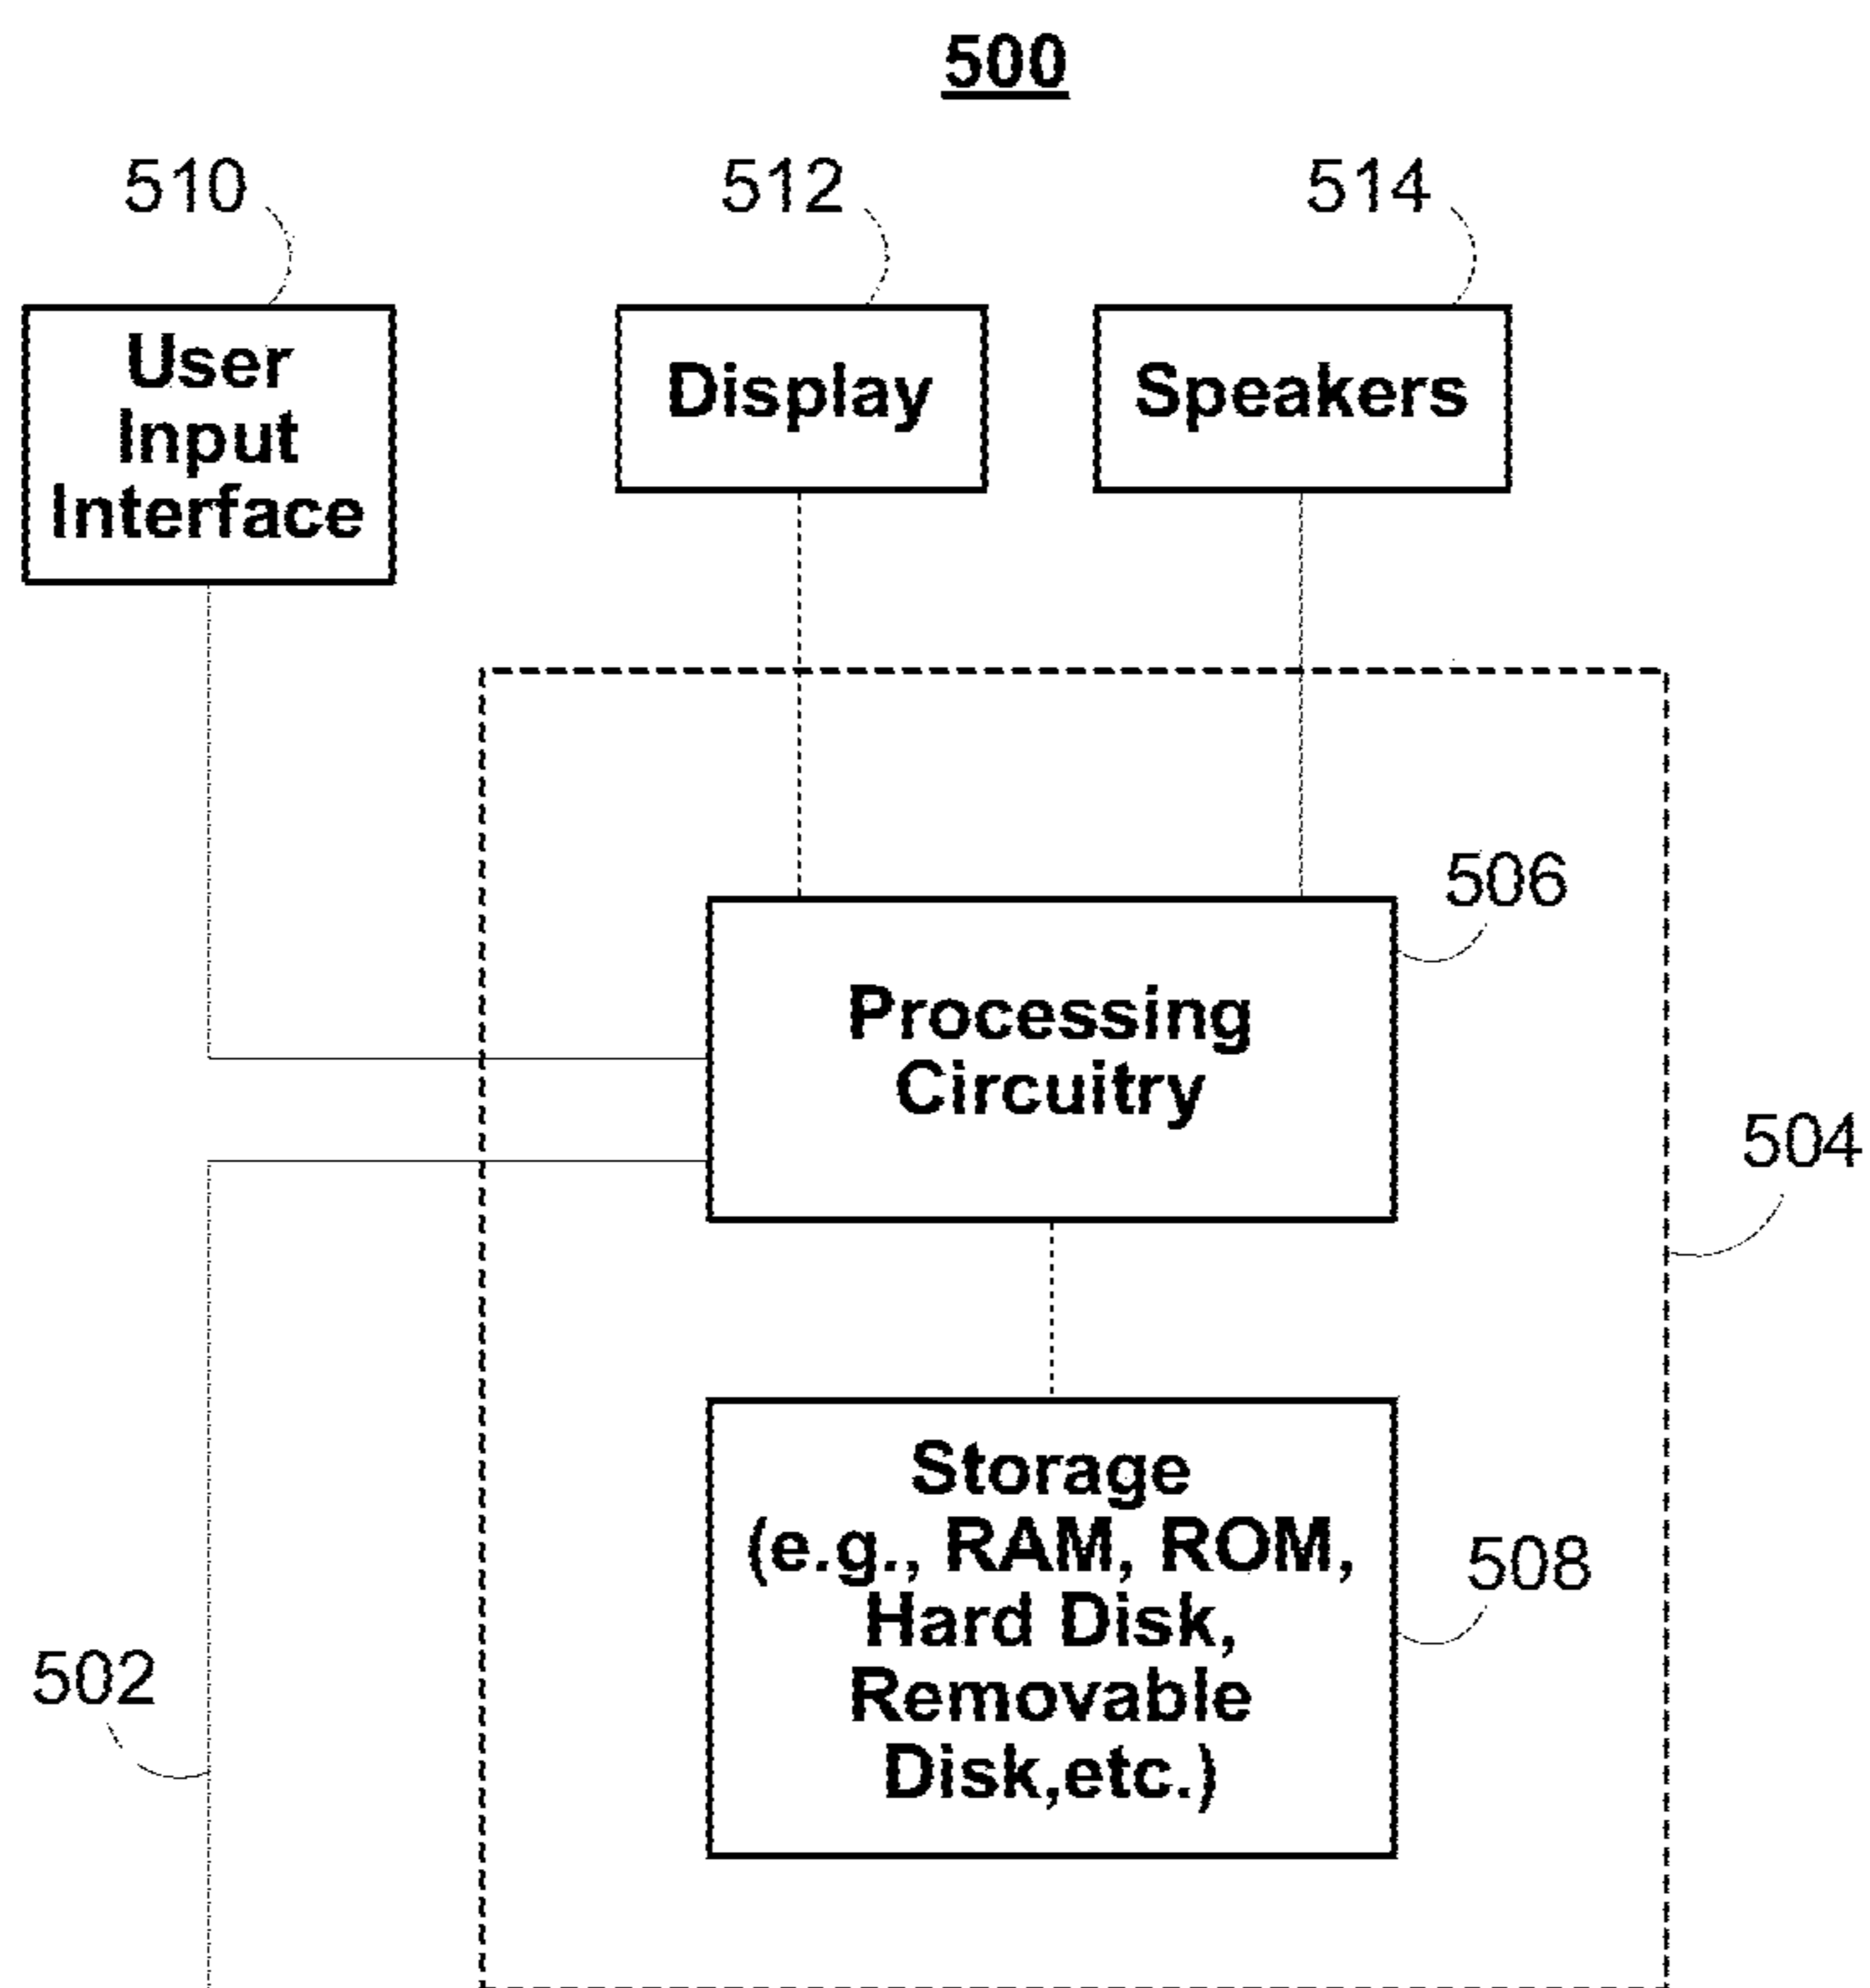 500
510
512
514
User
Input
Interface
Display
Speakers
506
Processing
Circuitry
504
Storage
(e.g., RAM, ROM,
Hard Disk,
Removable
Disk,etc.)
508
502